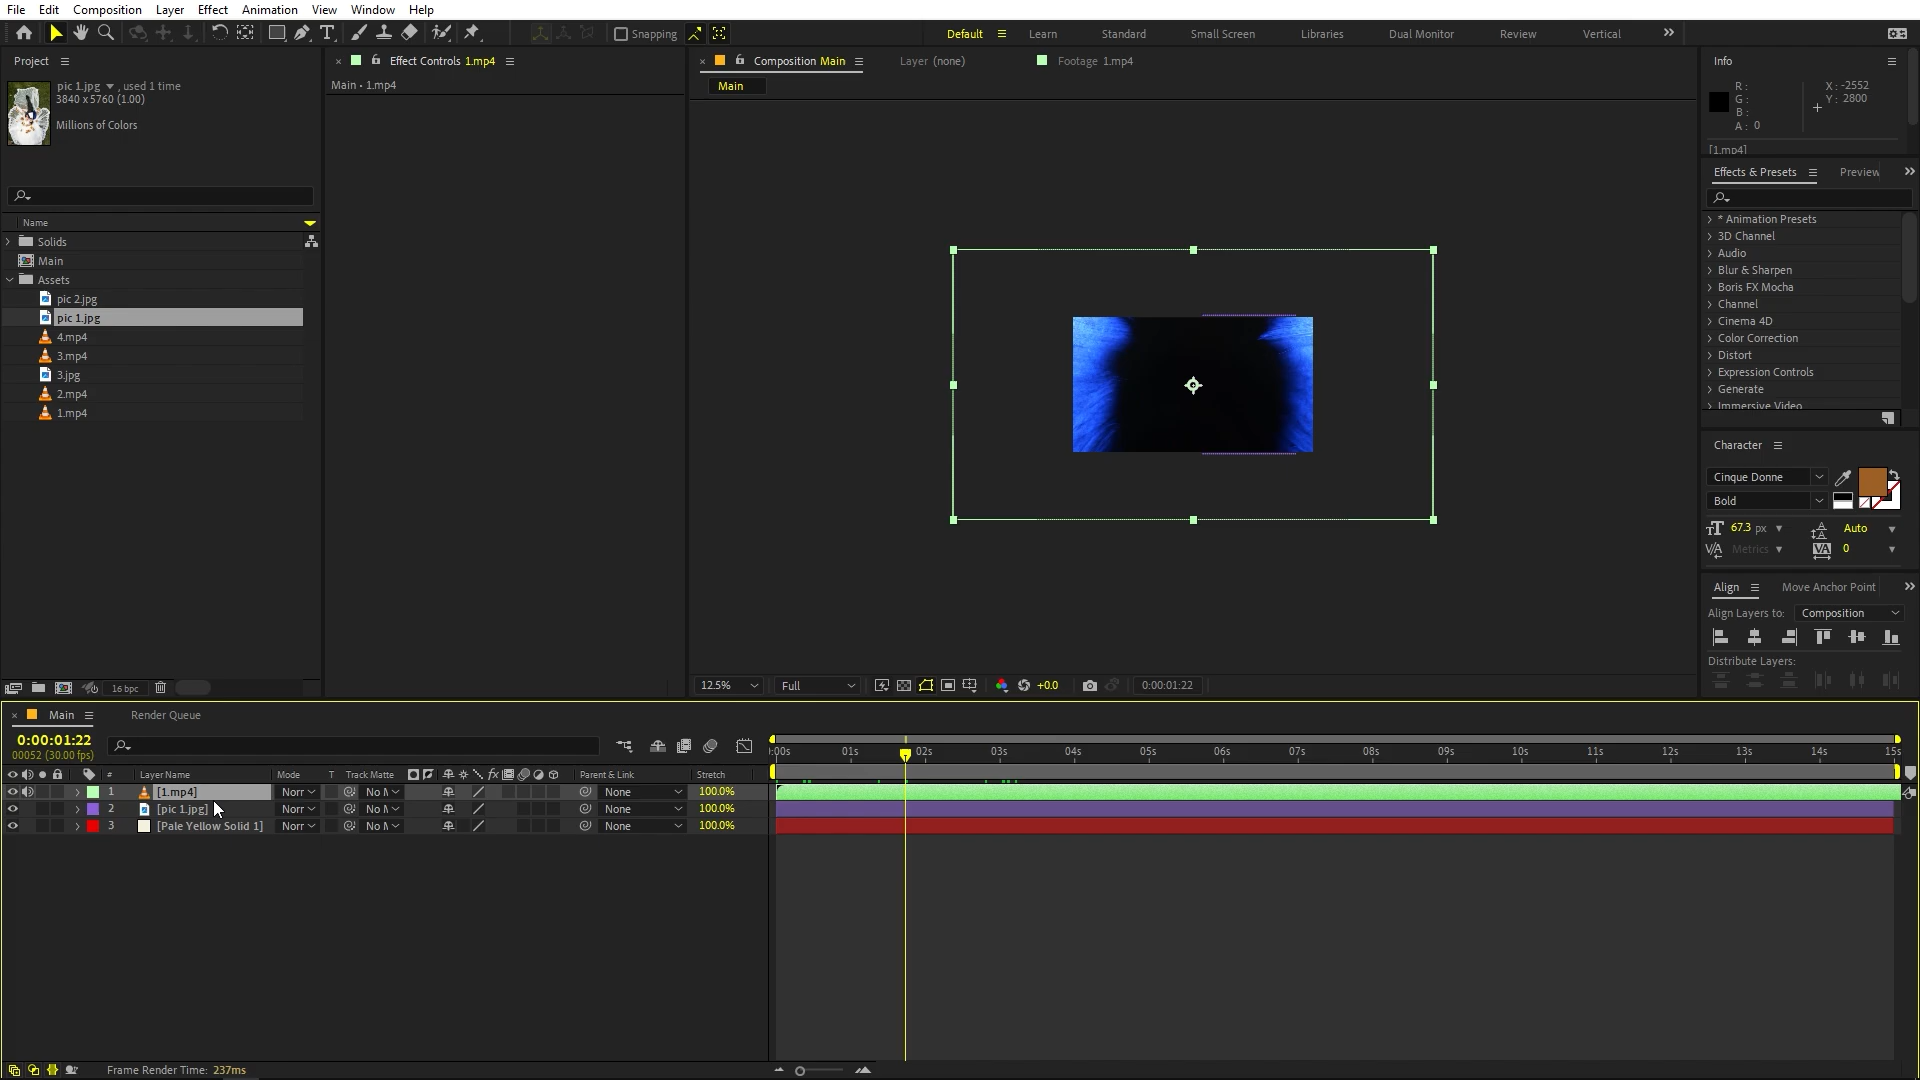 File Edit Composition Layer Effect Animation View Window Help
Snapping Default Learn Standard Small Screen Libraries Dual Monitor Review Vertical
Project
pic 1.jpg , used 1 time
3840 x 5760 (1.00)
Millions of Colors
Name
Solids
Main
Assets
pic 2.jpg
pic 1.jpg
4.mp4
3.mp4
3.jpg
2.mp4
1.mp4
16 bpc
Effect Controls 1.mp4
Main • 1.mp4
Composition Main Layer (none) Footage 1.mp4
Main
12.5% Full +0.0 0:00:01:22
Info
R: X: -2552
G: Y: 2800
B:
A: 0
Effects & Presets Preview
* Animation Presets
3D Channel
Audio
Blur & Sharpen
Boris FX Mocha
Channel
Cinema 4D
Color Correction
Distort
Expression Controls
Generate
Immersive Video
Character
Cinque Donne
Bold
67.3 px Auto
Metrics 0
Align Move Anchor Point
Align Layers to: Composition
Distribute Layers:
Main Render Queue
0:00:01:22
00052 (30.00 fps)
:00s 01s 02s 03s 04s 05s 06s 07s 08s 09s 10s 11s 12s 13s 14s 15s
# Layer Name Mode T Track Matte fx Parent & Link Stretch
1 [1.mp4] Norr No M None 100.0%
2 [pic 1.jpg] Norr No M None 100.0%
3 [Pale Yellow Solid 1] Norr No M None 100.0%
Frame Render Time: 237ms